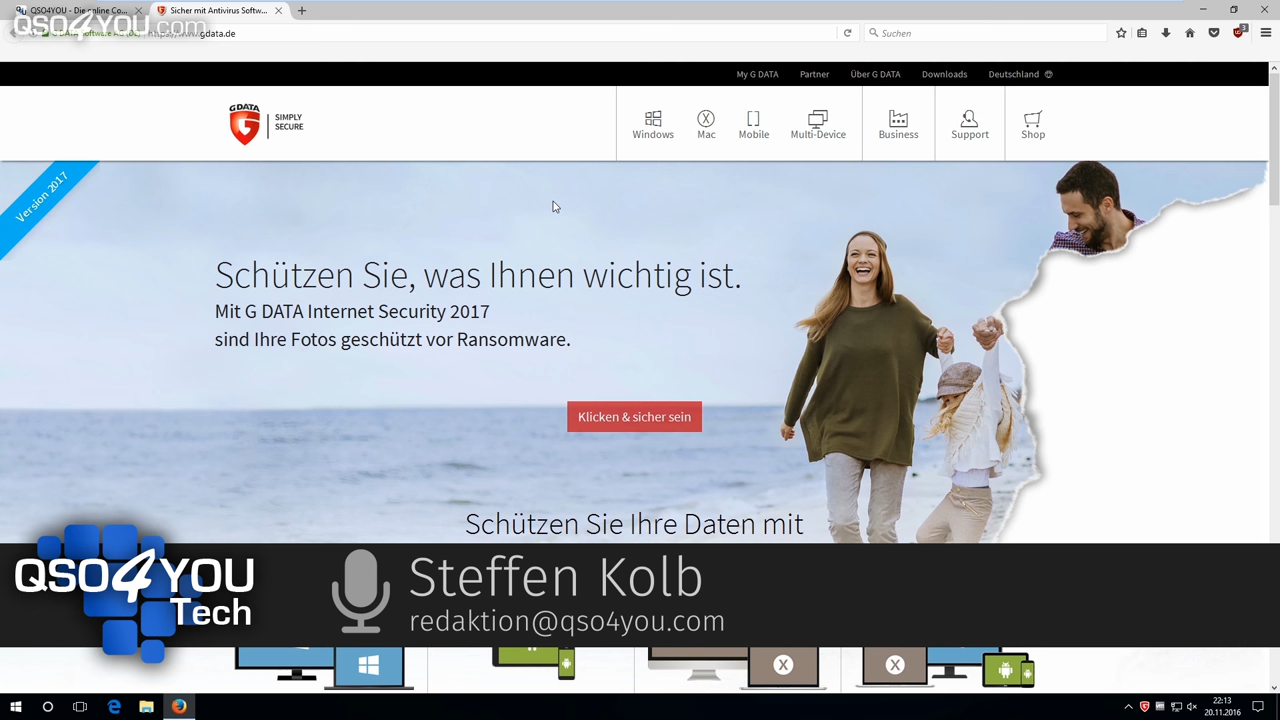 QSO4YOU - Die online Co...
Sicher mit Antivirus Softw...
QSO4YOU.com
www.gdata.de
Suchen
3
My G DATA
Partner
Über G DATA
Downloads
Deutschland
G DATA
SIMPLY
SECURE
Windows
Mac
Mobile
Multi-Device
Business
Support
Shop
Version 2017
Schützen Sie, was Ihnen wichtig ist.
Mit G DATA Internet Security 2017
sind Ihre Fotos geschützt vor Ransomware.
Klicken & sicher sein
Schützen Sie Ihre Daten mit
QSO4YOU
Tech
Steffen Kolb
redaktion@qso4you.com
22:13
20.11.2016